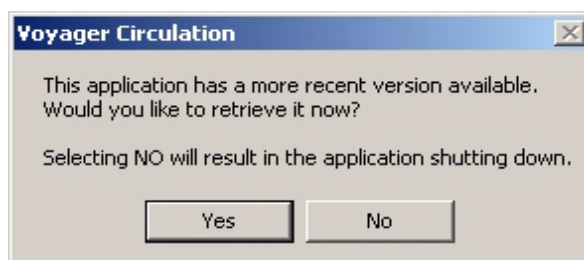 Voyager Circulation
This application has a more recent version available.
Would you like to retrieve it now?
Selecting NO will result in the application shutting down.
Yes
No